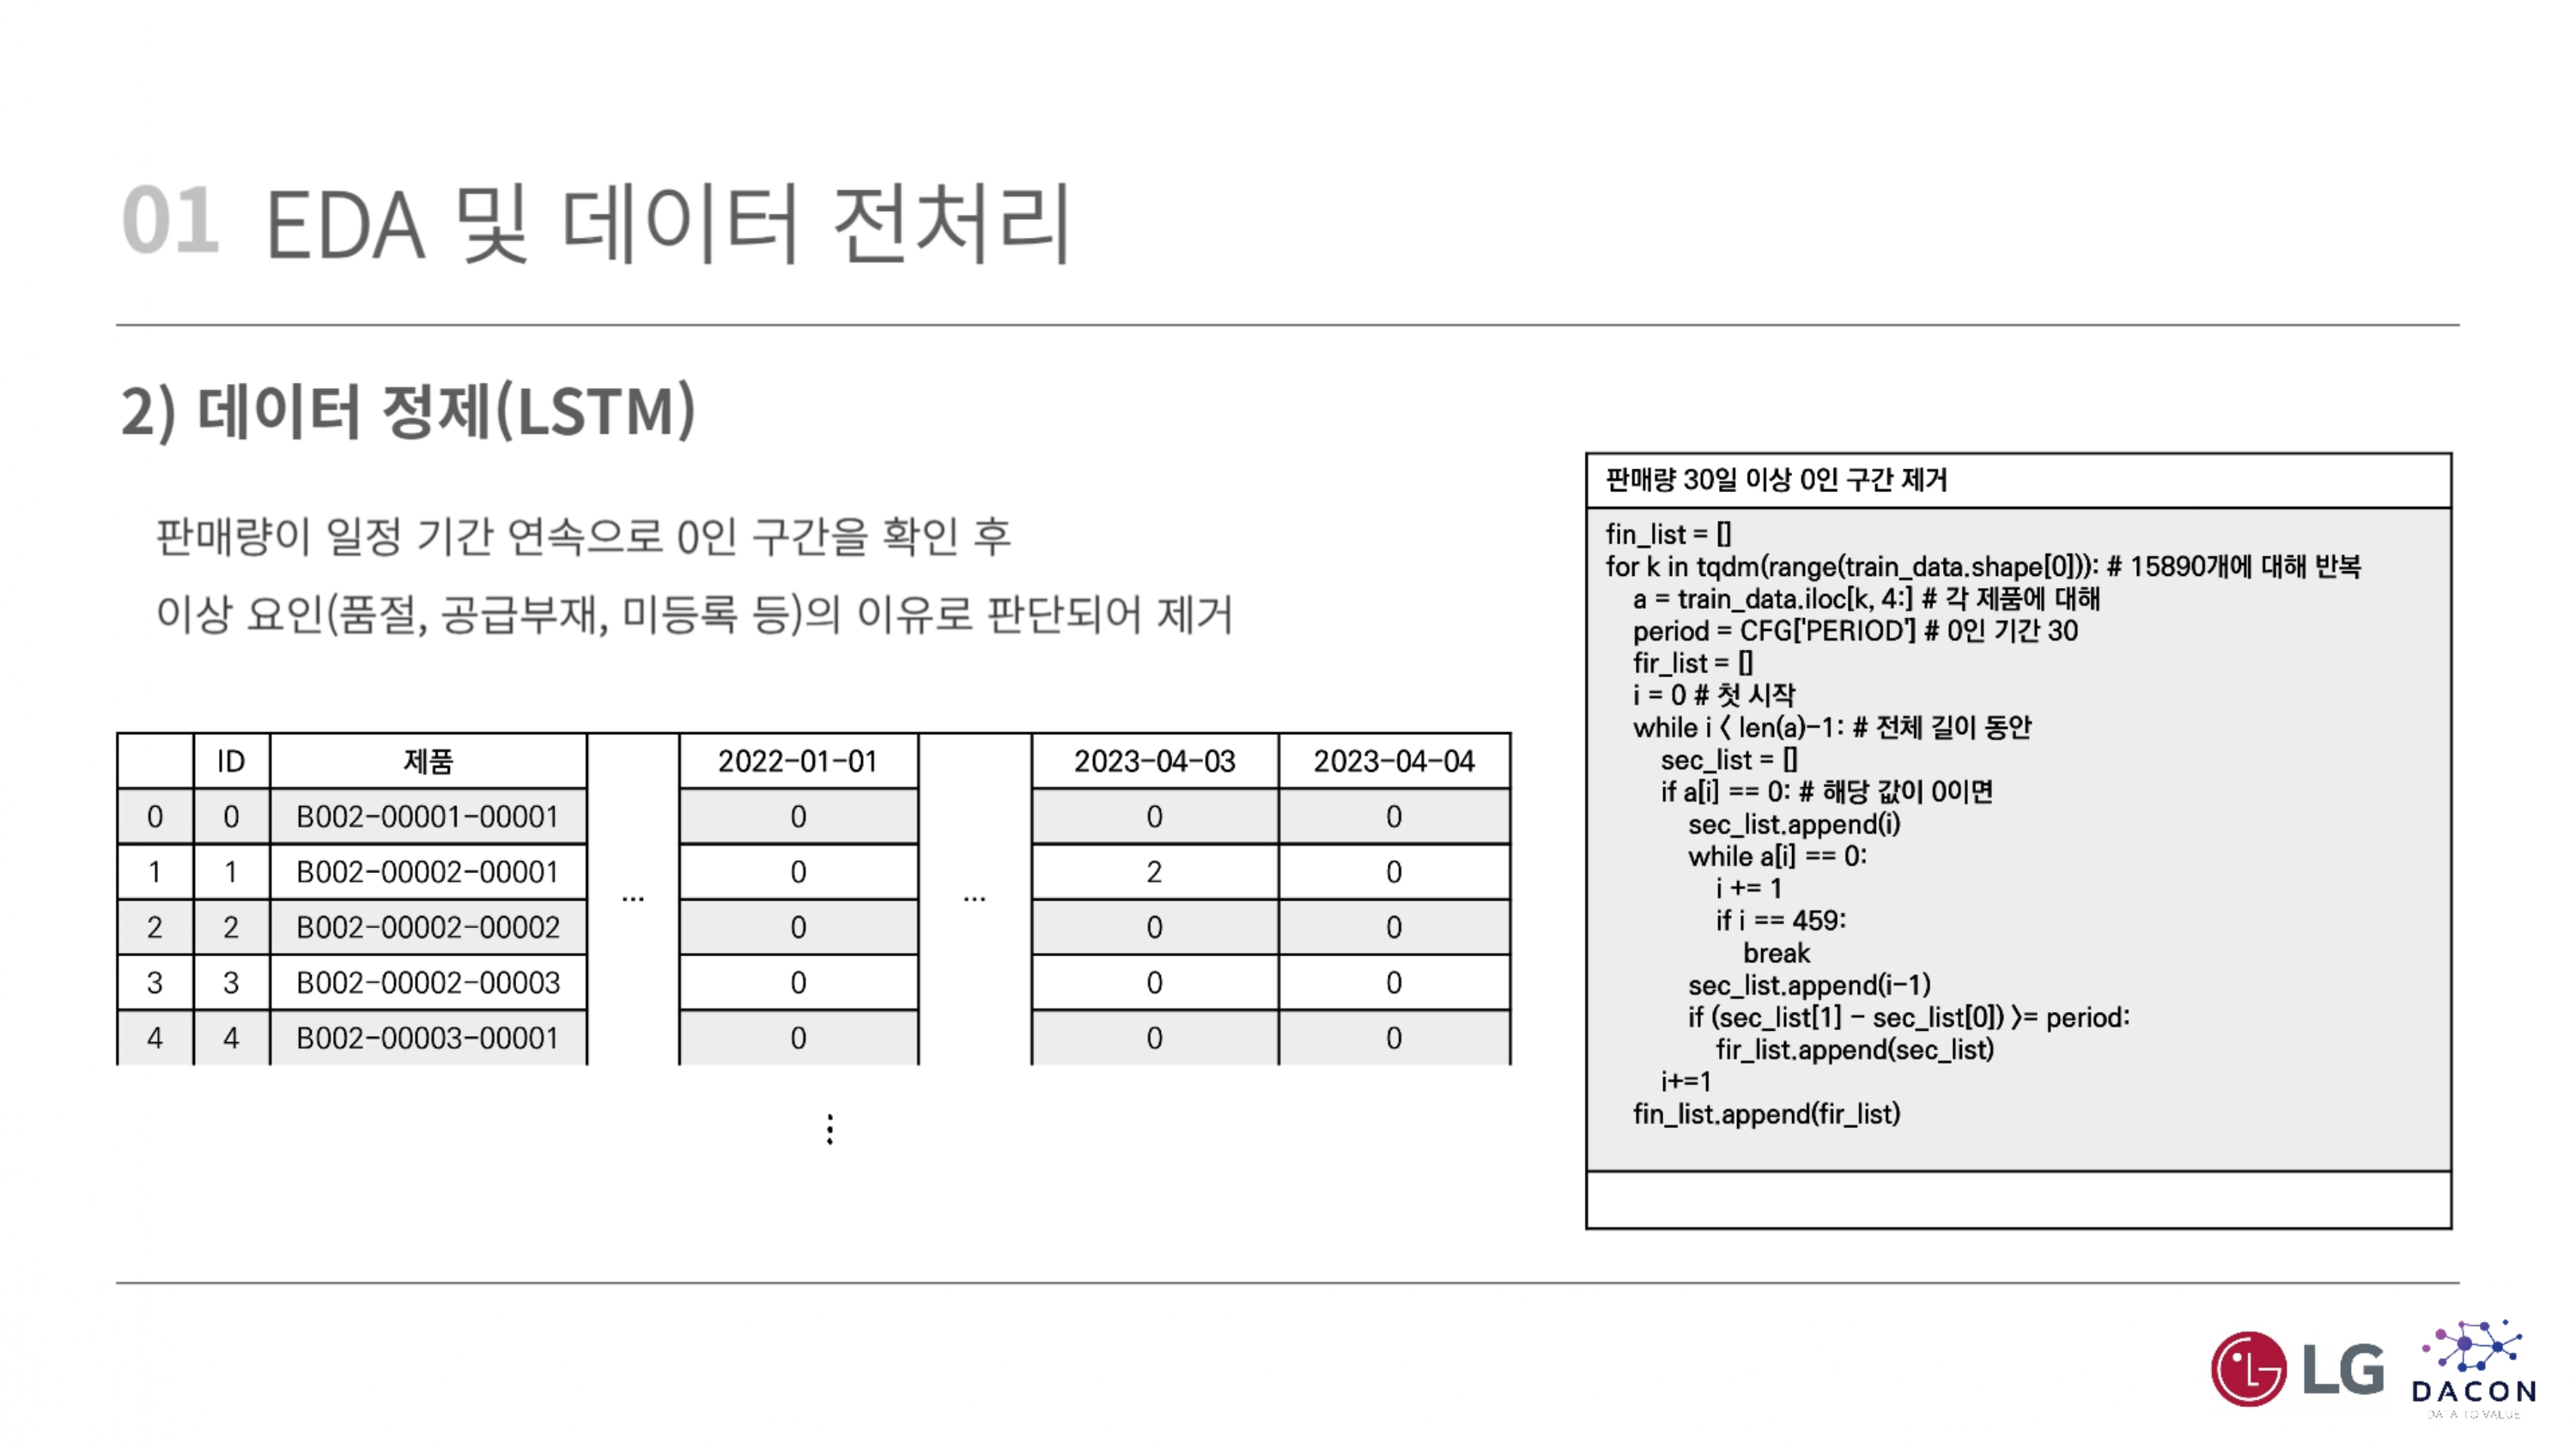 01 EDA 및 데이터 전처리
2) 데이터 정제(LSTM)
판매량이 일정 기간 연속으로 0인 구간을 확인 후
이상 요인(품절, 공급부재, 미등록 등)의 이유로 판단되어 제거
ID 제품 2022-01-01 2023-04-03 2023-04-04
0 0 B002-00001-00001 0 0 0
1 1 B002-00002-00001 ... 0 ... 2 0
2 2 B002-00002-00002 0 0 0
3 3 B002-00002-00003 0 0 0
4 4 B002-00003-00001 0 0 0
⋮
판매량 30일 이상 0인 구간 제거
fin_list = []
for k in tqdm(range(train_data.shape[0])): # 15890개에 대해 반복
    a = train_data.iloc[k, 4:] # 각 제품에 대해
    period = CFG['PERIOD'] # 0인 기간 30
    fir_list = []
    i = 0 # 첫 시작
    while i < len(a)-1: # 전체 길이 동안
        sec_list = []
        if a[i] == 0: # 해당 값이 0이면
            sec_list.append(i)
            while a[i] == 0:
                i += 1
                if i == 459:
                    break
            sec_list.append(i-1)
            if (sec_list[1] - sec_list[0]) >= period:
                fir_list.append(sec_list)
        i+=1
    fin_list.append(fir_list)
LG
DACON
DATA TO VALUE